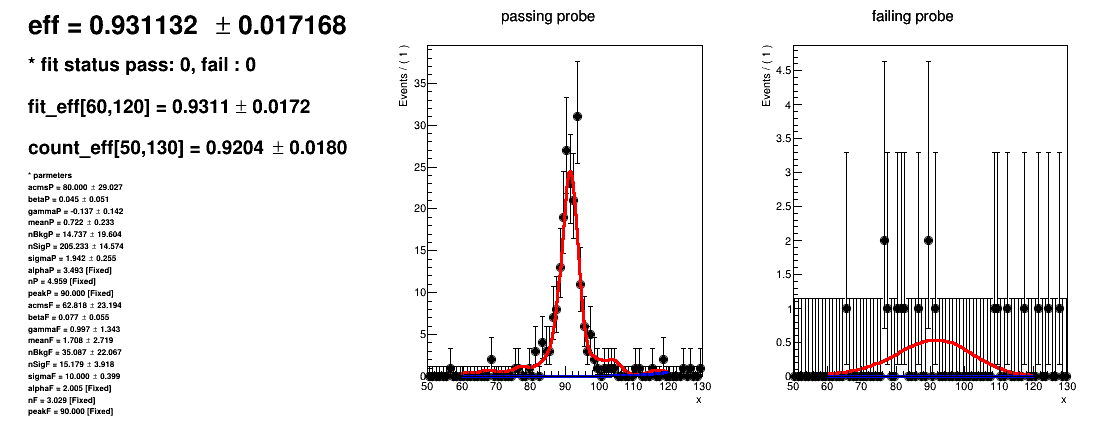 eff = 0.931132 ± 0.017168
* fit status pass: 0, fail : 0
fit_eff[60,120] = 0.9311 ± 0.0172
count_eff[50,130] = 0.9204 ± 0.0180
* parmeters
acmsP = 80.000 ± 29.027
betaP = 0.045 ± 0.051
gammaP = -0.137 ± 0.142
meanP = 0.722 ± 0.233
nBkgP = 14.737 ± 19.604
nSigP = 205.233 ± 14.574
sigmaP = 1.942 ± 0.255
alphaP = 3.493 [Fixed]
nP = 4.959 [Fixed]
peakP = 90.000 [Fixed]
acmsF = 62.818 ± 23.194
betaF = 0.077 ± 0.055
gammaF = 0.997 ± 1.343
meanF = 1.708 ± 2.719
nBkgF = 35.087 ± 22.067
nSigF = 15.179 ± 3.918
sigmaF = 10.000 ± 0.399
alphaF = 2.005 [Fixed]
nF = 3.029 [Fixed]
peakF = 90.000 [Fixed]
passing probe
Events / ( 1 )
35
30
25
20
15
10
5
0
50 60 70 80 90 100 110 120 130
x
failing probe
Events / ( 1 )
4.5
4
3.5
3
2.5
2
1.5
1
0.5
0
50 60 70 80 90 100 110 120 130
x